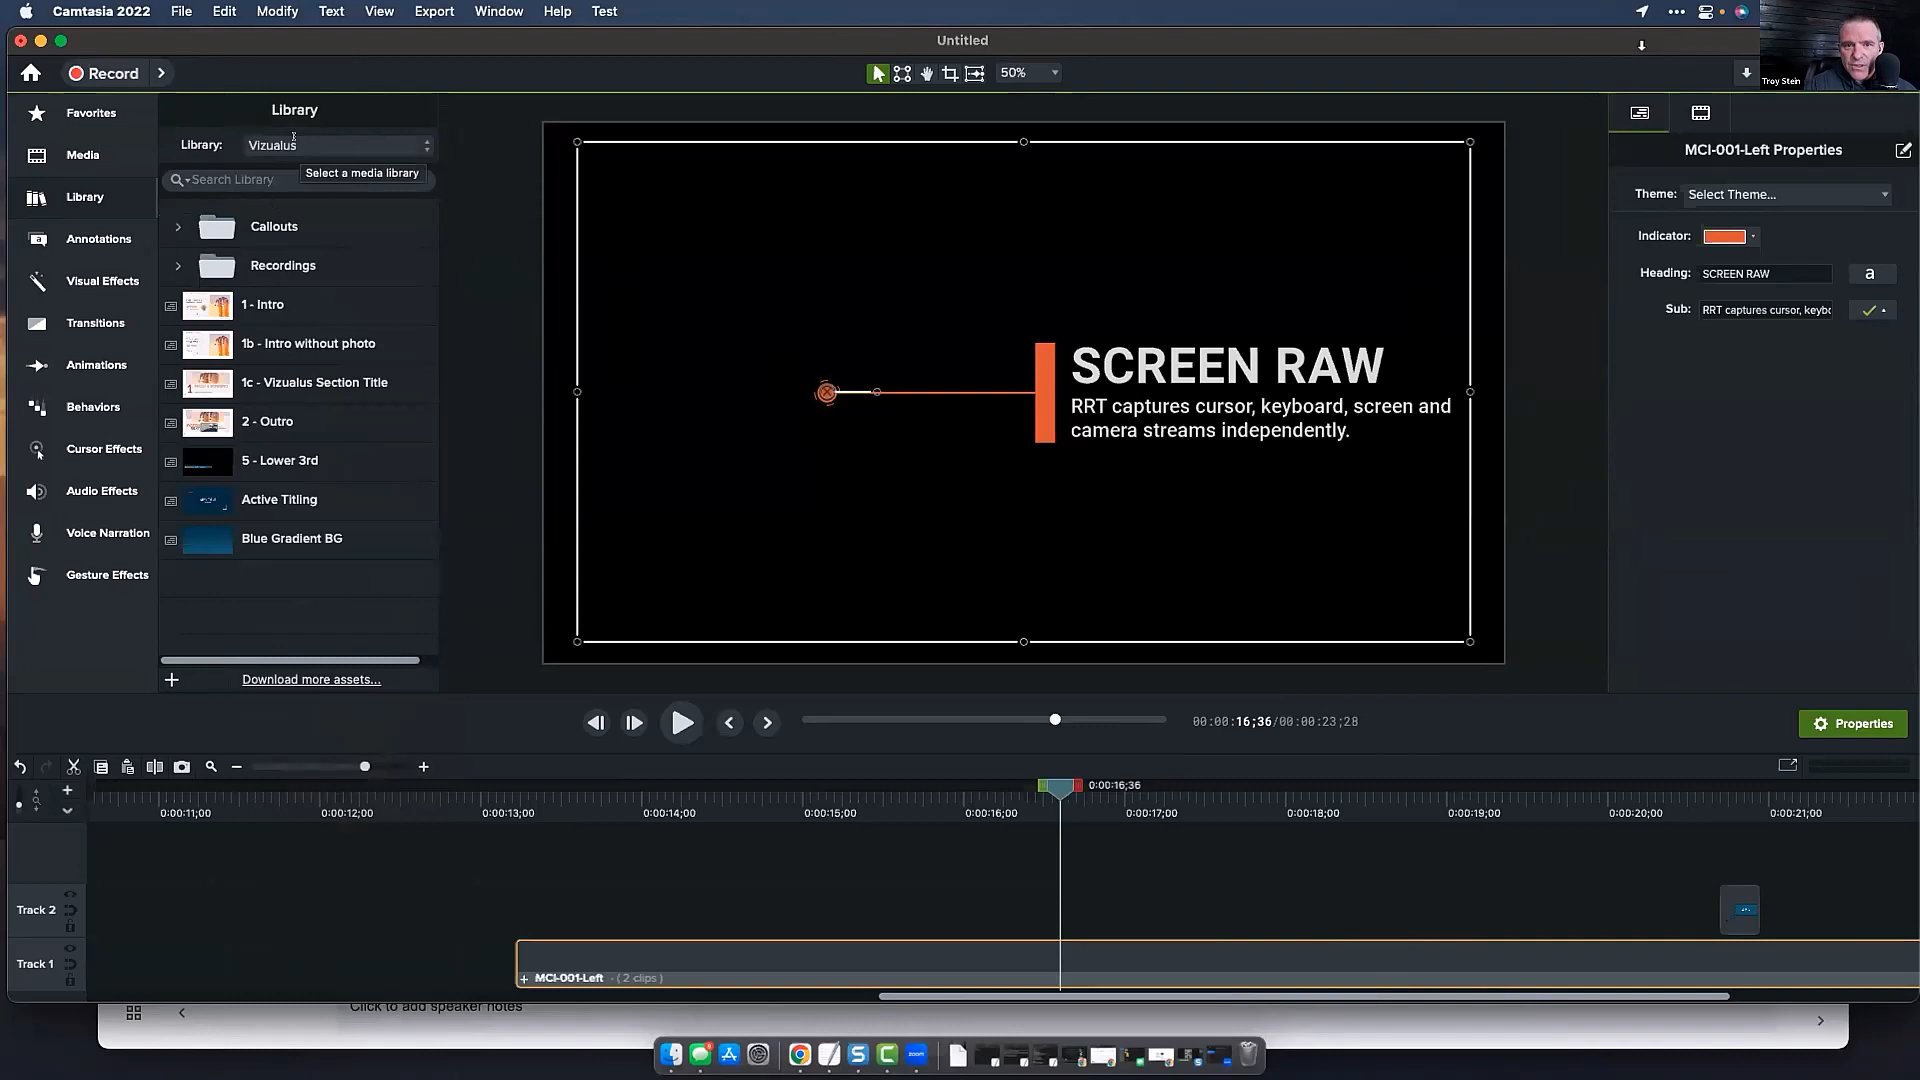 Camtasia 2022 File Edit Modify Text View Export Window Help Test
Untitled
Record
50%
Troy Stein
Favorites
Media
Library
Annotations
Visual Effects
Transitions
Animations
Behaviors
Cursor Effects
Audio Effects
Voice Narration
Gesture Effects
Library
Library: Vizualus
Select a media library
Search Library
Callouts
Recordings
1 - Intro
1b - Intro without photo
1c - Vizualus Section Title
2 - Outro
5 - Lower 3rd
Active Titling
Blue Gradient BG
Download more assets...
SCREEN RAW
RRT captures cursor, keyboard, screen and
camera streams independently.
MCI-001-Left Properties
Theme: Select Theme...
Indicator:
Heading: SCREEN RAW a
Sub: RRT captures cursor, keybo
00:00:16;36/00:00:23;28
Properties
0:00:16;36
0:00:11;00 0:00:12;00 0:00:13;00 0:00:14;00 0:00:15;00 0:00:16;00 0:00:17;00 0:00:18;00 0:00:19;00 0:00:20;00 0:00:21;00
Track 2
Track 1
MCI-001-Left - ( 2 clips )
Click to add speaker notes
zoom